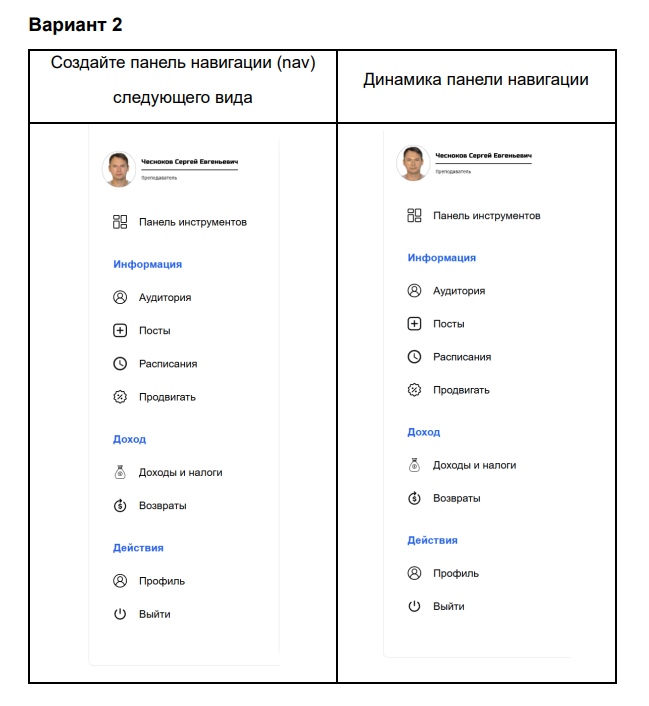 Вариант 2
Создайте панель навигации (nav)
следующего вида
Динамика панели навигации
Чесноков Сергей Евгеньевич
Преподаватель
Панель инструментов
Информация
Аудитория
Посты
Расписания
Продвигать
Доход
Доходы и налоги
Возвраты
Действия
Профиль
Выйти
Чесноков Сергей Евгеньевич
Преподаватель
Панель инструментов
Информация
Аудитория
Посты
Расписания
Продвигать
Доход
Доходы и налоги
Возвраты
Действия
Профиль
Выйти